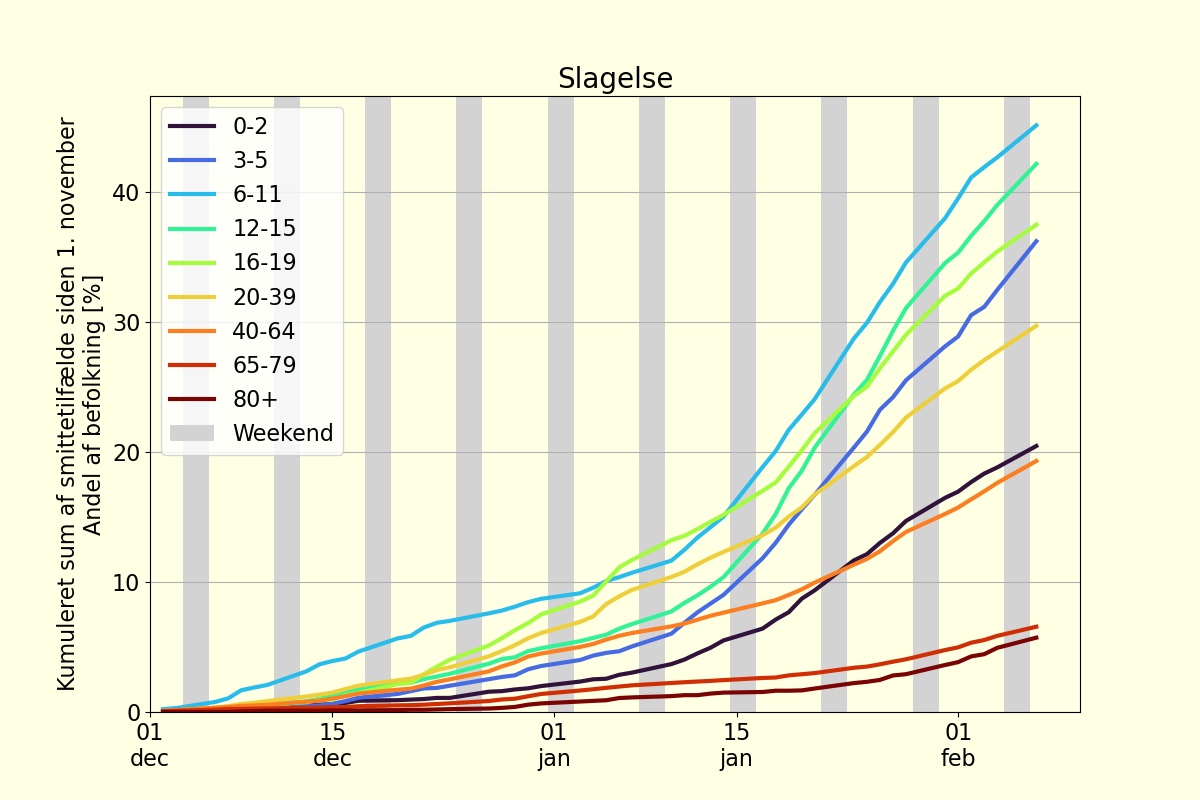 Slagelse
Kumuleret sum af smittetilfælde siden 1. november
Andel af befolkning [%]
40
30
20
10
0
0-2
3-5
6-11
12-15
16-19
20-39
40-64
65-79
80+
Weekend
01 15 01 15 01
dec dec jan jan feb